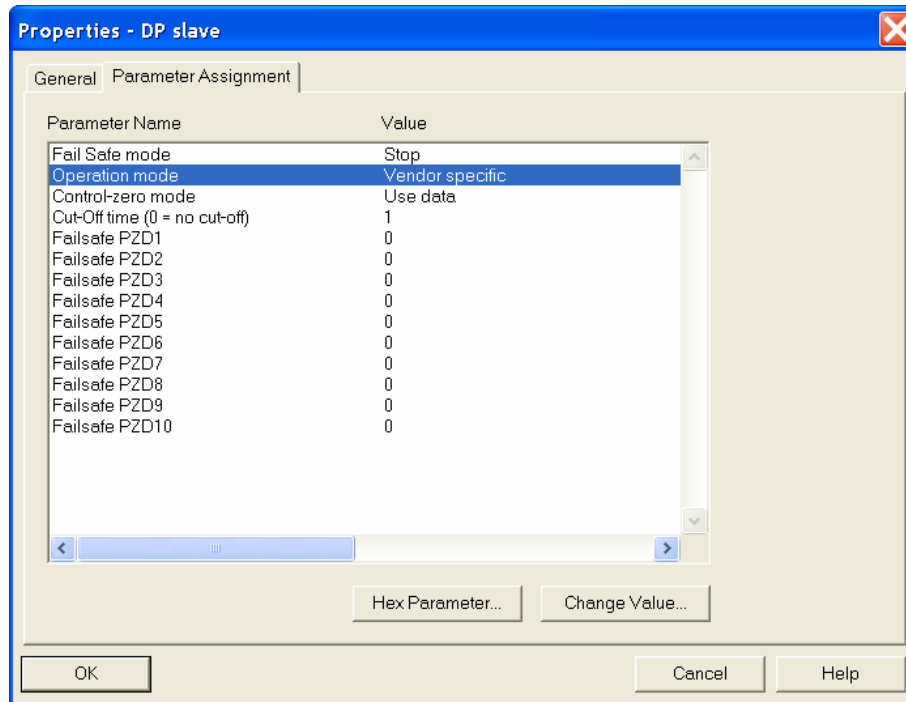 Properties - DP slave
General Parameter Assignment
Parameter Name Value
Fail Safe mode Stop
Operation mode Vendor specific
Control-zero mode Use data
Cut-Off time (0 = no cut-off) 1
Failsafe PZD1 0
Failsafe PZD2 0
Failsafe PZD3 0
Failsafe PZD4 0
Failsafe PZD5 0
Failsafe PZD6 0
Failsafe PZD7 0
Failsafe PZD8 0
Failsafe PZD9 0
Failsafe PZD10 0
Hex Parameter... Change Value...
OK Cancel Help